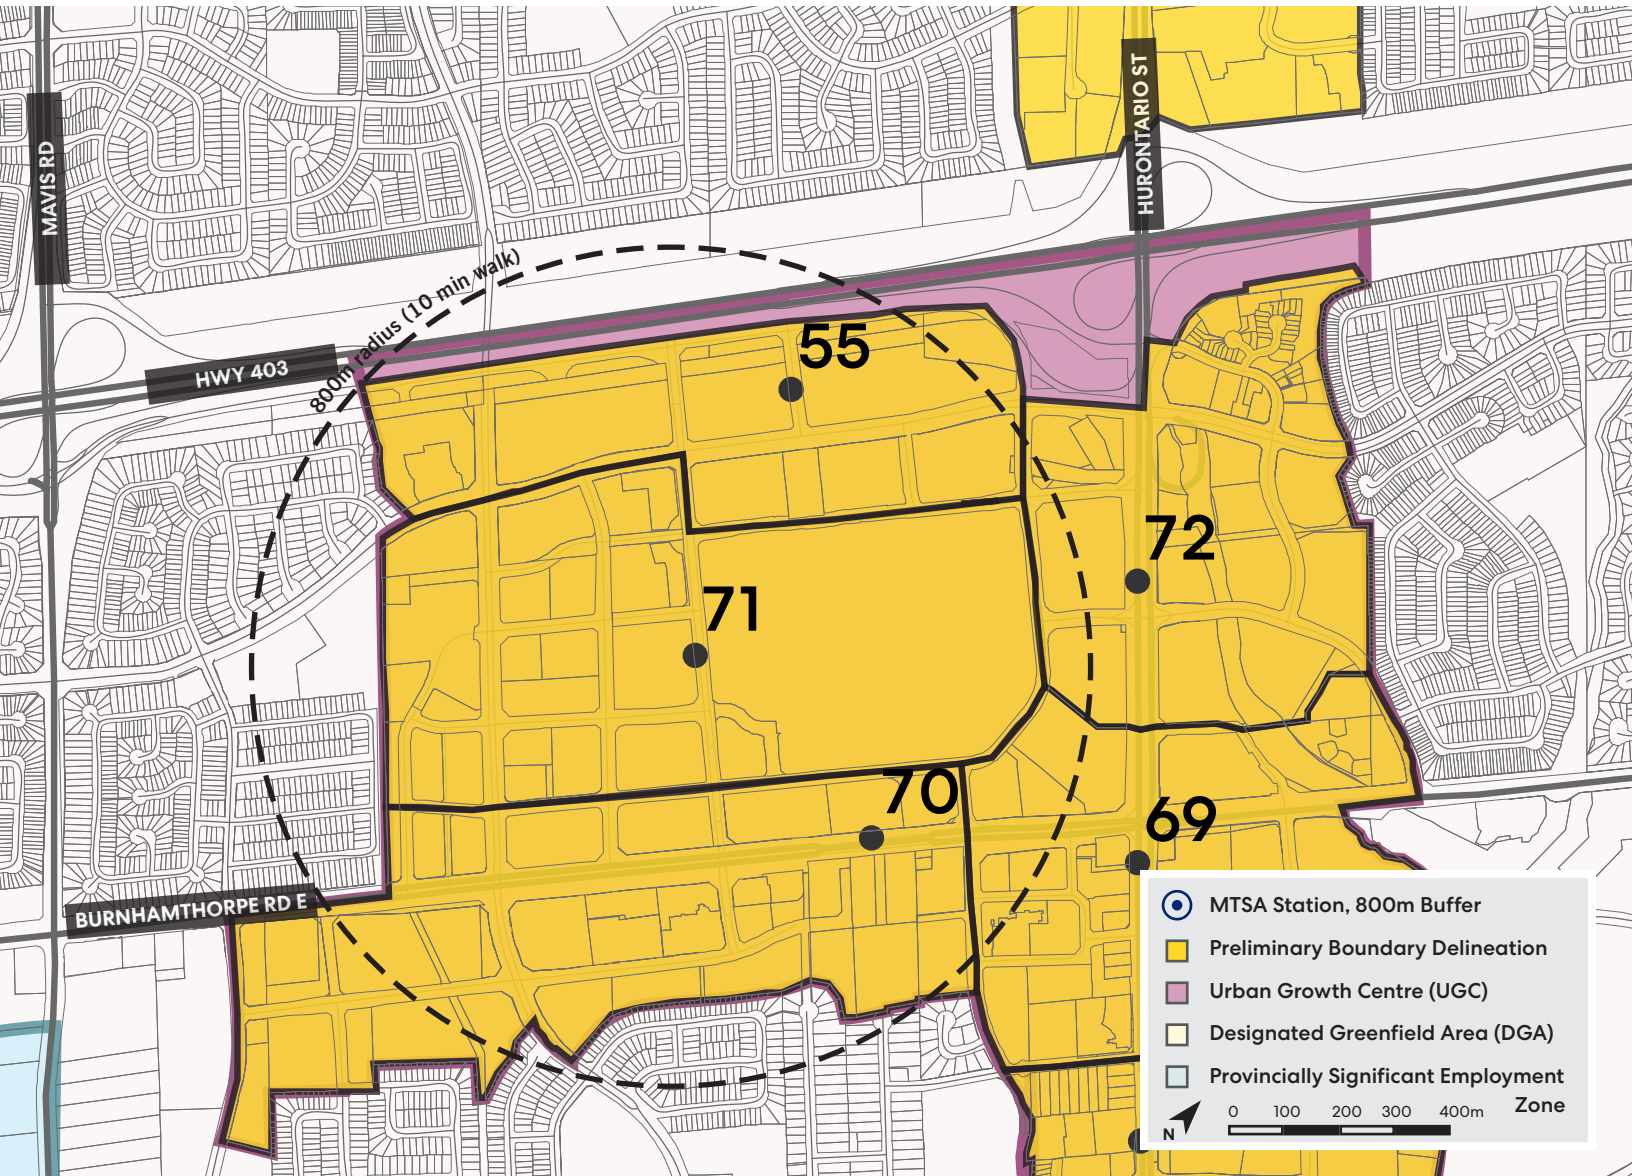 HURONTARIO ST
MAVIS RD
800m radius (10 min walk)
HWY 403
55
72
71
70
69
BURNHAMTHORPE RD E
MTSA Station, 800m Buffer
Preliminary Boundary Delineation
Urban Growth Centre (UGC)
Designated Greenfield Area (DGA)
Provincially Significant Employment
Zone
0 100 200 300 400m
N